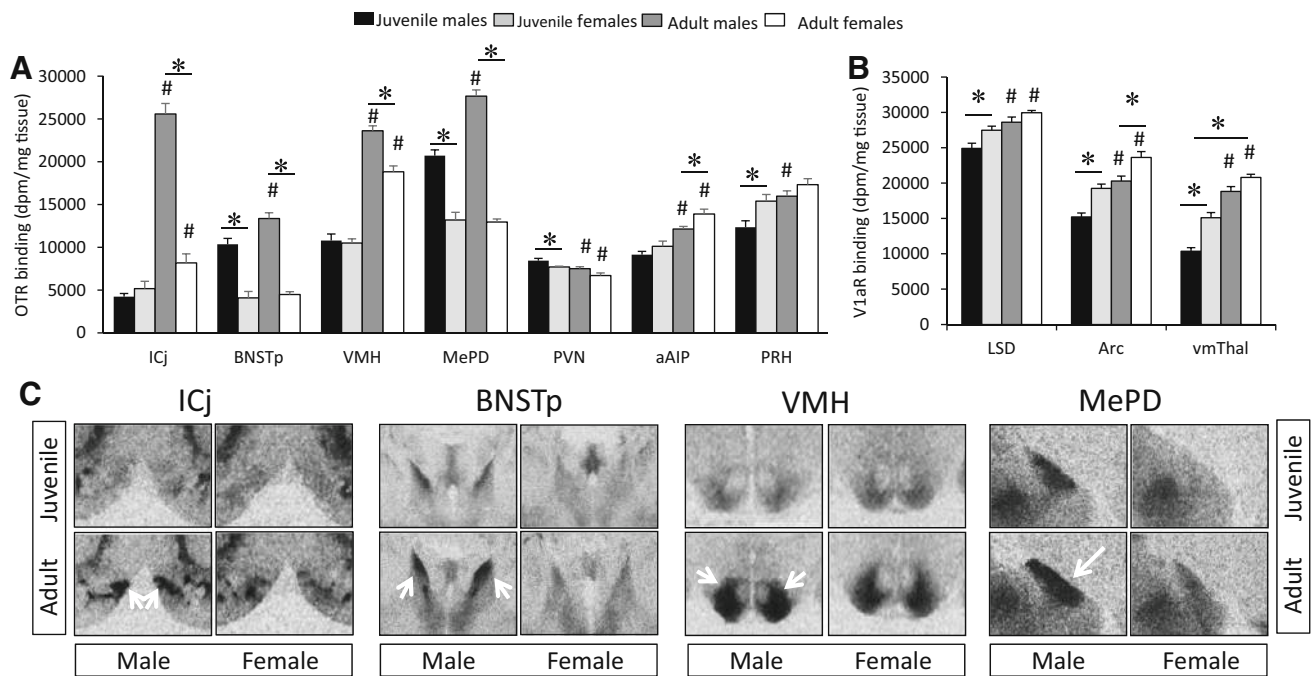 Juvenile males Juvenile females Adult males Adult females
A
OTR binding (dpm/mg tissue)
30000
25000
20000
15000
10000
5000
0
* # * # * # * # * # * # # * # # * # *
ICj BNSTp VMH MePD PVN aAIP PRH
B
V1aR binding (dpm/mg tissue)
35000
30000
25000
20000
15000
10000
5000
0
* # # * * # # * * # #
LSD Arc vmThal
C
ICj BNSTp VMH MePD
Juvenile Juvenile
Adult Adult
Male Female Male Female Male Female Male Female